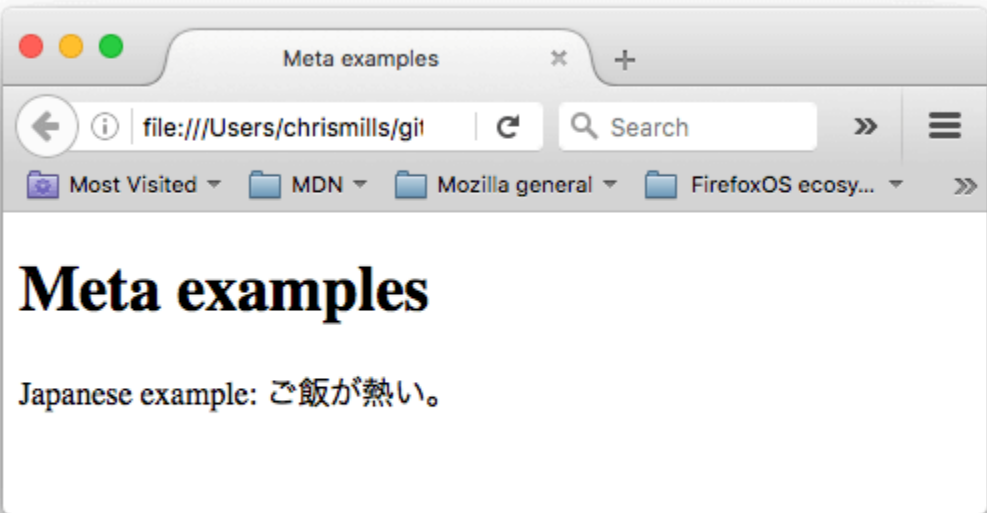 Meta examples
file:///Users/chrismills/git
Search
Most Visited MDN Mozilla general FirefoxOS ecosy...
Meta examples
Japanese example: ご飯が熱い。